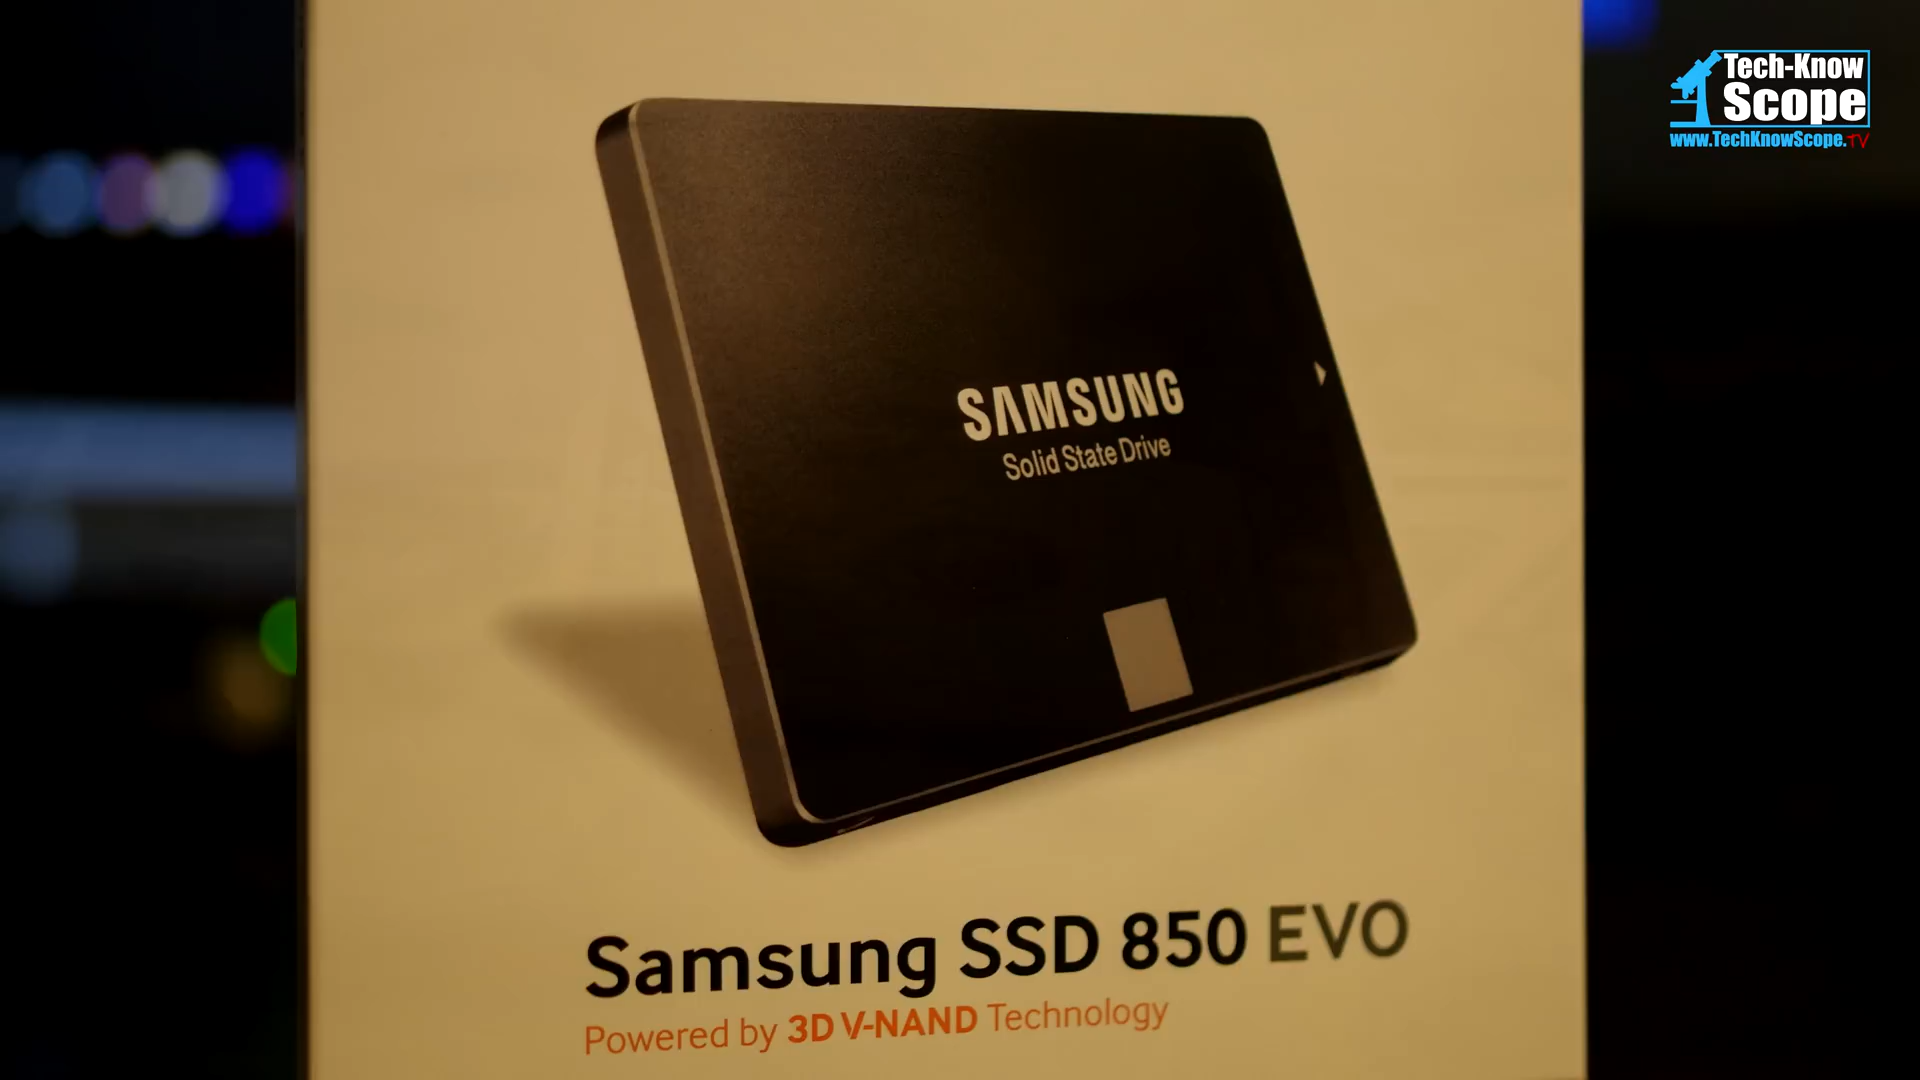 Tech-Know
Scope
www.TechKnowScope.TV
SAMSUNG
Solid State Drive
Samsung SSD 850 EVO
Powered by 3D V-NAND Technology